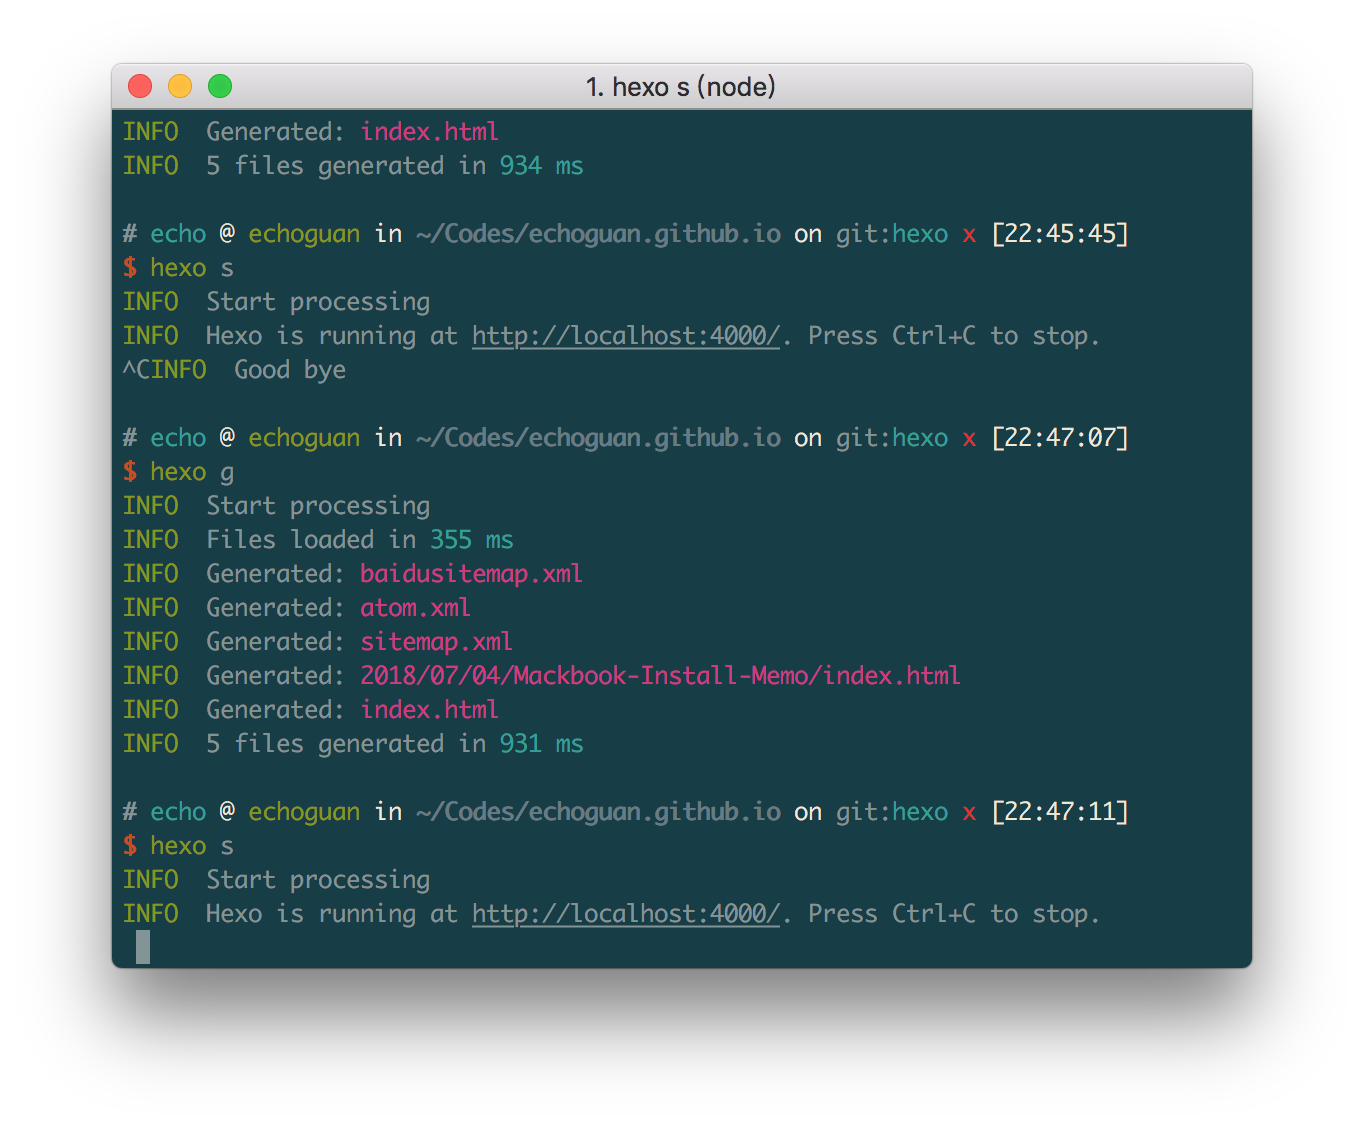 1. hexo s (node)
INFO  Generated: index.html
INFO  5 files generated in 934 ms
# echo @ echoguan in ~/Codes/echoguan.github.io on git:hexo x [22:45:45]
$ hexo s
INFO  Start processing
INFO  Hexo is running at http://localhost:4000/. Press Ctrl+C to stop.
^CINFO  Good bye
# echo @ echoguan in ~/Codes/echoguan.github.io on git:hexo x [22:47:07]
$ hexo g
INFO  Start processing
INFO  Files loaded in 355 ms
INFO  Generated: baidusitemap.xml
INFO  Generated: atom.xml
INFO  Generated: sitemap.xml
INFO  Generated: 2018/07/04/Mackbook-Install-Memo/index.html
INFO  Generated: index.html
INFO  5 files generated in 931 ms
# echo @ echoguan in ~/Codes/echoguan.github.io on git:hexo x [22:47:11]
$ hexo s
INFO  Start processing
INFO  Hexo is running at http://localhost:4000/. Press Ctrl+C to stop.